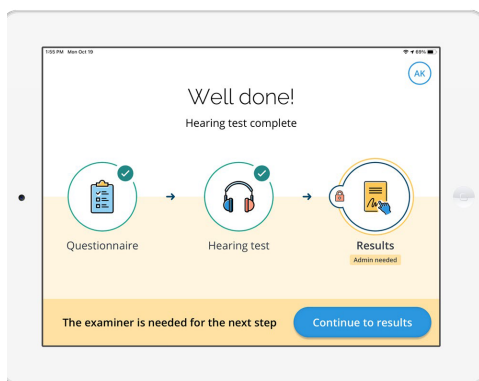 1:55 PM Mon Oct 19
69%
AK
Well done!
Hearing test complete
Questionnaire
Hearing test
Results
Admin needed
The examiner is needed for the next step
Continue to results